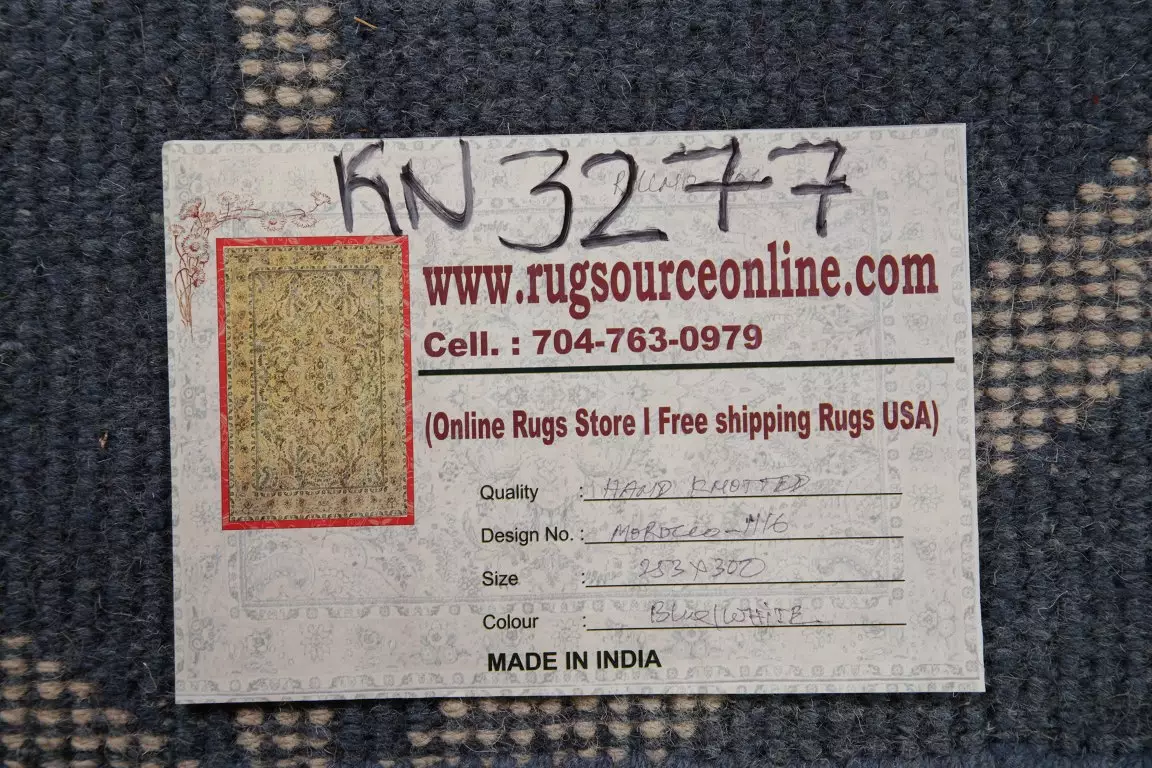 KN 3277
www.rugsourceonline.com
Cell. : 704-763-0979
(Online Rugs Store I Free shipping Rugs USA)
Quality : HAND KNOTTED
Design No. : MOROCCO-M16
Size : 253X300
Colour : BLUE/WHITE
MADE IN INDIA